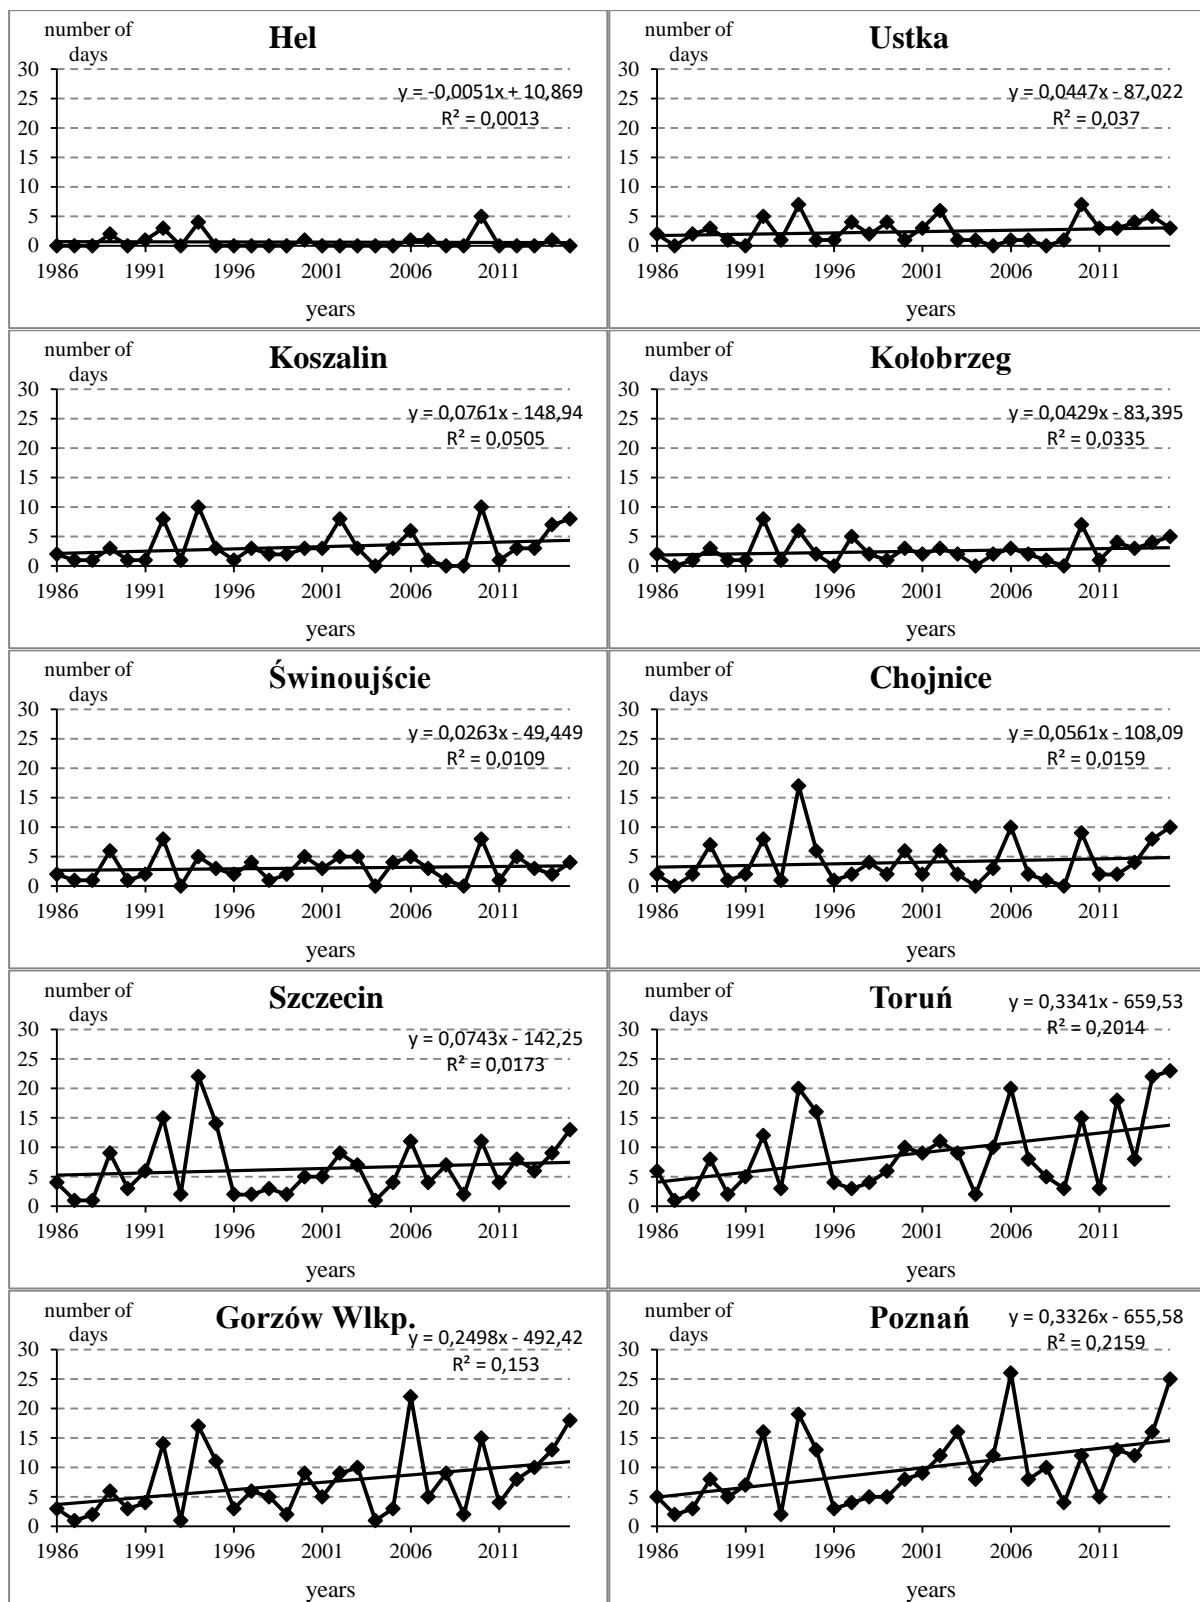 number of
days
Hel
30
25
20
15
10
5
0
y = -0,0051x + 10,869
R² = 0,0013
1986 1991 1996 2001 2006 2011
years
number of
days
Ustka
30
25
20
15
10
5
0
y = 0,0447x - 87,022
R² = 0,037
1986 1991 1996 2001 2006 2011
years
number of
days
Koszalin
30
25
20
15
10
5
0
y = 0,0761x - 148,94
R² = 0,0505
1986 1991 1996 2001 2006 2011
years
number of
days
Kołobrzeg
30
25
20
15
10
5
0
y = 0,0429x - 83,395
R² = 0,0335
1986 1991 1996 2001 2006 2011
years
number of
days
Świnoujście
30
25
20
15
10
5
0
y = 0,0263x - 49,449
R² = 0,0109
1986 1991 1996 2001 2006 2011
years
number of
days
Chojnice
30
25
20
15
10
5
0
y = 0,0561x - 108,09
R² = 0,0159
1986 1991 1996 2001 2006 2011
years
number of
days
Szczecin
30
25
20
15
10
5
0
y = 0,0743x - 142,25
R² = 0,0173
1986 1991 1996 2001 2006 2011
years
number of
days
Toruń
30
25
20
15
10
5
0
y = 0,3341x - 659,53
R² = 0,2014
1986 1991 1996 2001 2006 2011
years
number of
days
Gorzów Wlkp.
30
25
20
15
10
5
0
y = 0,2498x - 492,42
R² = 0,153
1986 1991 1996 2001 2006 2011
years
number of
days
Poznań
30
25
20
15
10
5
0
y = 0,3326x - 655,58
R² = 0,2159
1986 1991 1996 2001 2006 2011
years